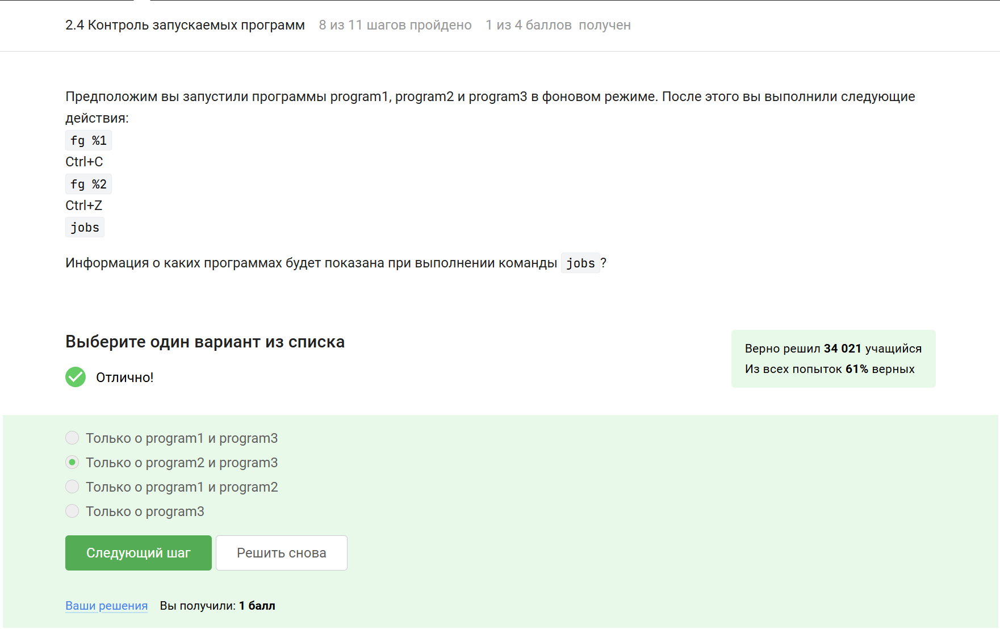 2.4 Контроль запускаемых программ 8 из 11 шагов пройдено 1 из 4 баллов получен
Предположим вы запустили программы program1, program2 и program3 в фоновом режиме. После этого вы выполнили следующие
действия:
fg %1
Ctrl+C
fg %2
Ctrl+Z
jobs
Информация о каких программах будет показана при выполнении команды jobs?
Выберите один вариант из списка
Верно решил 34 021 учащийся
Из всех попыток 61% верных
Отлично!
Только о program1 и program3
Только о program2 и program3
Только о program1 и program2
Только о program3
Следующий шаг Решить снова
Ваши решения Вы получили: 1 балл